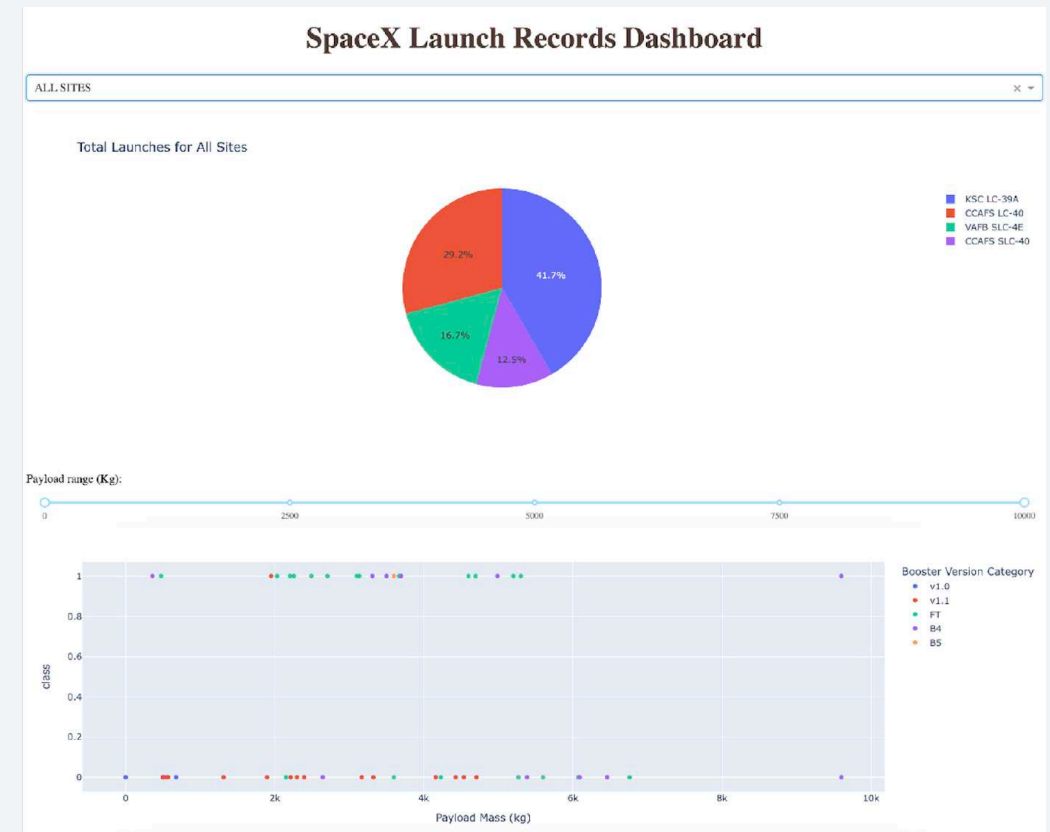 SpaceX Launch Records Dashboard
ALL SITES
Total Launches for All Sites
KSC LC-39A
CCAFS LC-40
VAFB SLC-4E
CCAFS SLC-40
29.2%
41.7%
16.7%
12.5%
Payload range (Kg):
0 2500 5000 7500 10000
Booster Version Category
v1.0
v1.1
FT
B4
B5
class
1
0.8
0.6
0.4
0.2
0
0 2k 4k 6k 8k 10k
Payload Mass (kg)